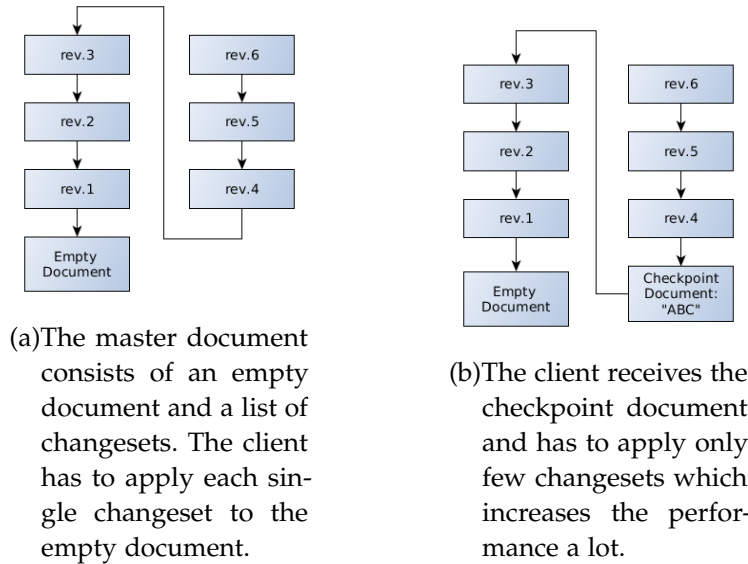 rev.3
rev.2
rev.1
Empty
Document
rev.6
rev.5
rev.4
(a)The master document
consists of an empty
document and a list of
changesets. The client
has to apply each sin-
gle changeset to the
empty document.
rev.3
rev.2
rev.1
Empty
Document
rev.6
rev.5
rev.4
Checkpoint
Document:
"ABC"
(b)The client receives the
checkpoint document
and has to apply only
few changesets which
increases the perfor-
mance a lot.